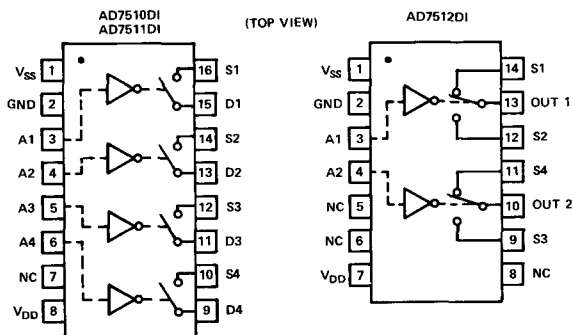 AD7510DI
AD7511DI
(TOP VIEW)
AD7512DI
VSS 1
GND 2
A1 3
A2 4
A3 5
A4 6
NC 7
VDD 8
16 S1
15 D1
14 S2
13 D2
12 S3
11 D3
10 S4
9 D4
VSS 1
GND 2
A1 3
A2 4
NC 5
NC 6
VDD 7
14 S1
13 OUT 1
12 S2
11 S4
10 OUT 2
9 S3
8 NC